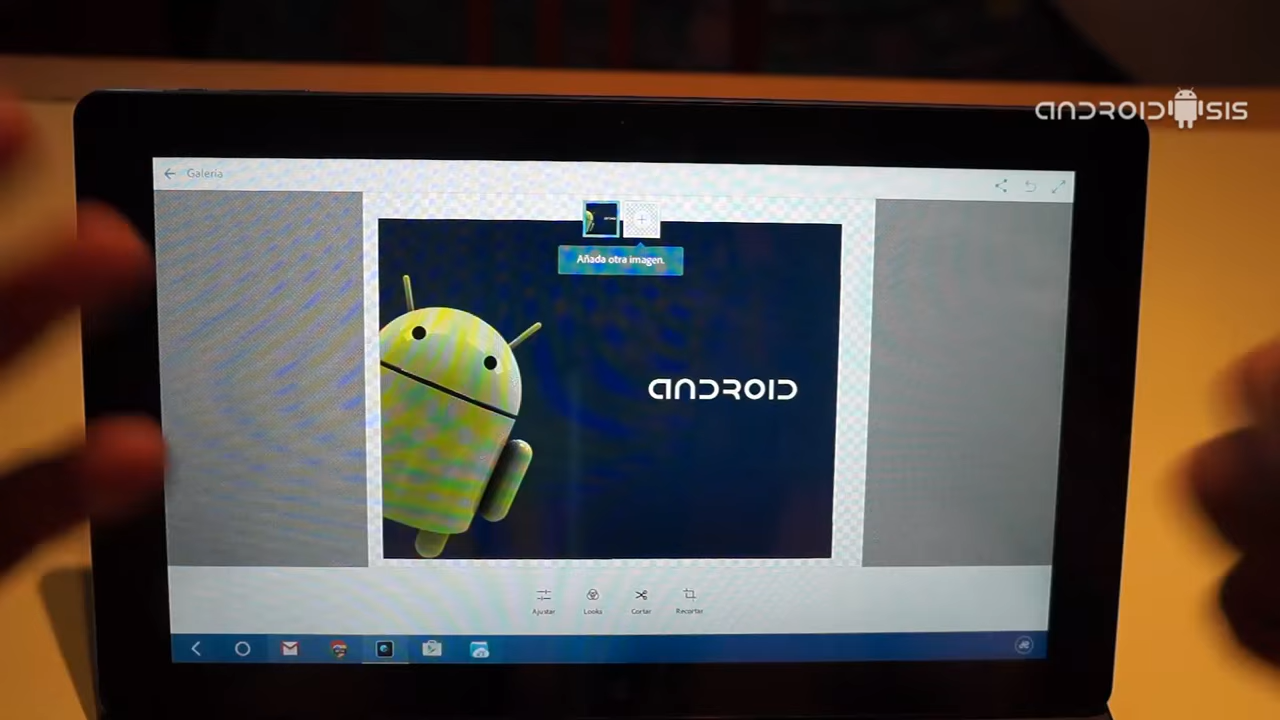 ANDROIDSIS
Galería
Añada otra imagen.
ANDROID
Ajustar
Looks
Cortar
Recortar